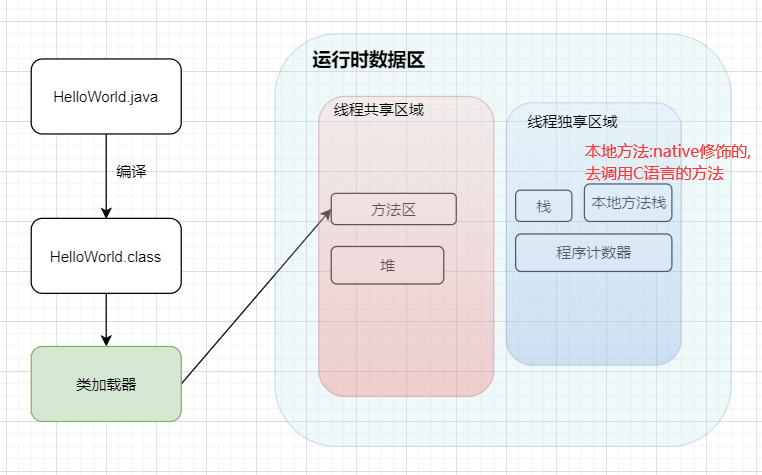 运行时数据区
HelloWorld.java
编译
HelloWorld.class
类加载器
线程共享区域
方法区
堆
线程独享区域
本地方法:native修饰的,
去调用C语言的方法
栈
本地方法栈
程序计数器